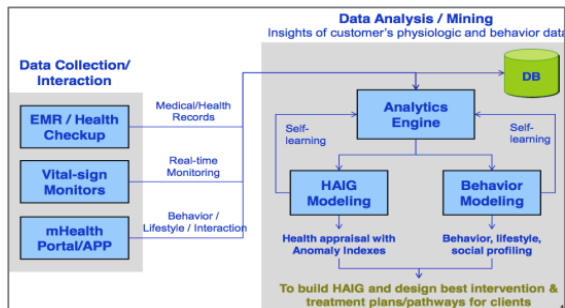 Data Analysis / Mining
Insights of customer's physiologic and behavior data
Data Collection/
Interaction
EMR / Health
Checkup
Vital-sign
Monitors
mHealth
Portal/APP
Medical/Health
Records
Real-time
Monitoring
Behavior /
Lifestyle / Interaction
DB
Analytics
Engine
Self-
learning
Self-
learning
HAIG
Modeling
Behavior
Modeling
Health appraisal with
Anomaly Indexes
Behavior, lifestyle,
social profiling
To build HAIG and design best intervention &
treatment plans/pathways for clients